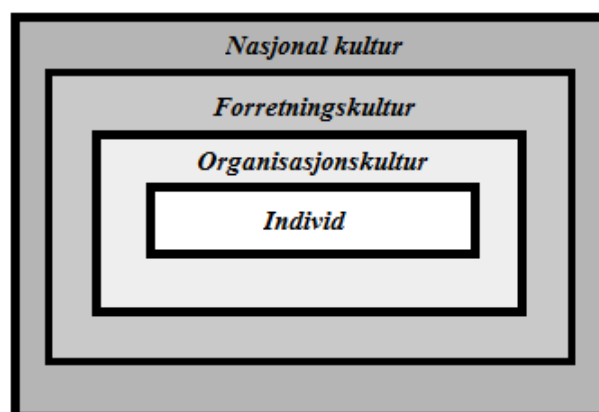 Nasjonal kultur
Forretningskultur
Organisasjonskultur
Individ